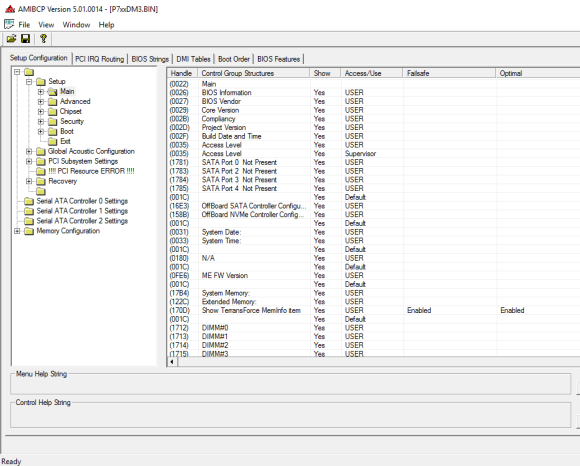 AMIBCP Version 5.01.0014 - [P7xxDM3.BIN]
File View Window Help
Setup Configuration PCI IRQ Routing BIOS Strings DMI Tables Boot Order BIOS Features
Setup
Main
Advanced
Chipset
Security
Boot
Exit
Global Acoustic Configuration
PCI Subsystem Settings
!!!! PCI Resource ERROR !!!!
Recovery
Serial ATA Controller 0 Settings
Serial ATA Controller 1 Settings
Serial ATA Controller 2 Settings
Memory Configuration
Handle Control Group Structures Show Access/Use Failsafe Optimal
(0022) Main
(0026) BIOS Information Yes USER
(0027) BIOS Vendor Yes USER
(0029) Core Version Yes USER
(002B) Compliancy Yes USER
(002D) Project Version Yes USER
(002F) Build Date and Time Yes USER
(0035) Access Level Yes USER
(0035) Access Level Yes Supervisor
(1781) SATA Port 0 Not Present Yes USER
(1783) SATA Port 2 Not Present Yes USER
(1784) SATA Port 3 Not Present Yes USER
(1785) SATA Port 4 Not Present Yes USER
(001C) Yes Default
(16E3) OffBoard SATA Controller Configu... Yes USER
(158B) OffBoard NVMe Controller Config... Yes USER
(001C) Yes Default
(0031) System Date: Yes USER
(0033) System Time: Yes USER
(001C) Yes Default
(0180) N/A Yes USER
(001C) Yes Default
(0FE6) ME FW Version Yes USER
(001C) Yes Default
(17B4) System Memory: Yes USER
(122C) Extended Memory: Yes USER
(170D) Show TerransForce MemInfo item Yes USER Enabled Enabled
(001C) Yes Default
(1712) DIMM#0 Yes USER
(1713) DIMM#1 Yes USER
(1714) DIMM#2 Yes USER
(1715) DIMM#3 Yes USER
Menu Help String
Control Help String
Ready